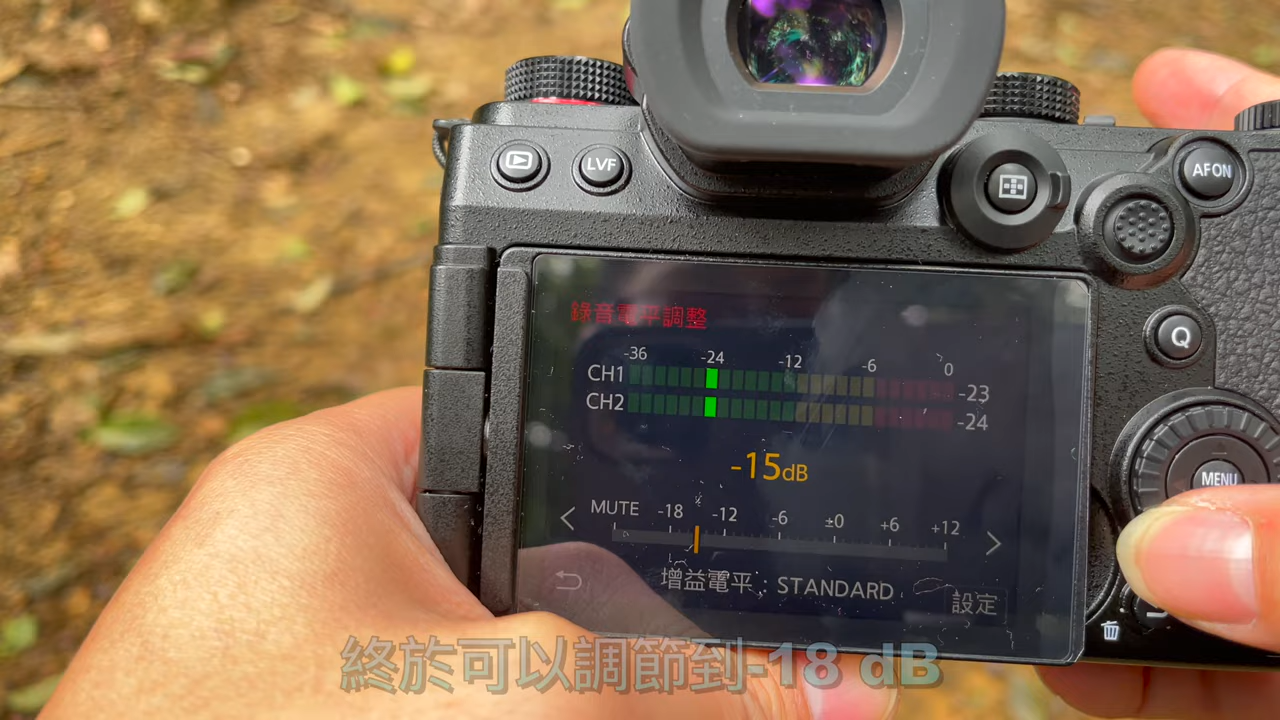 LVF
AFON
Q
MENU
錄音電平調整
-36 -24 -12 -6 0
CH1 -23
CH2 -24
-15dB
MUTE -18 -12 -6 ±0 +6 +12
增益電平：STANDARD
設定
終於可以調節到-18 dB